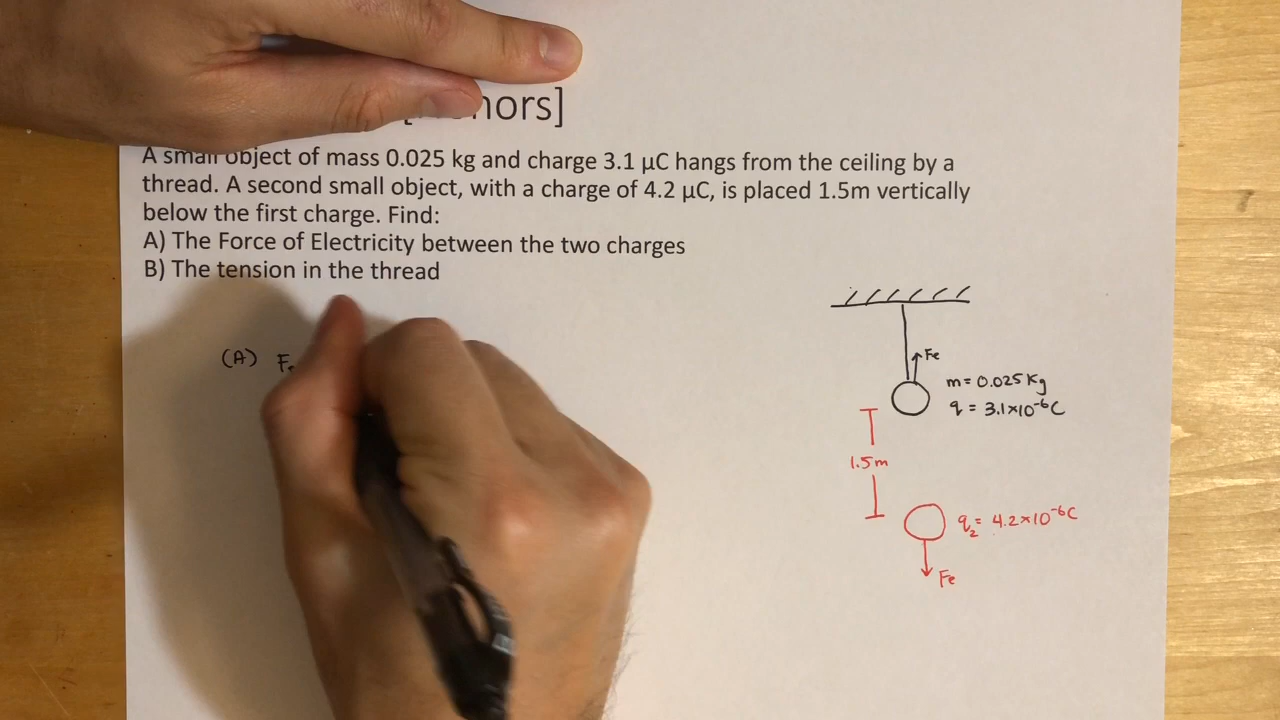 nors]
A small object of mass 0.025 kg and charge 3.1 μC hangs from the ceiling by a
thread. A second small object, with a charge of 4.2 μC, is placed 1.5m vertically
below the first charge. Find:
A) The Force of Electricity between the two charges
B) The tension in the thread
(A) Fe
Fe
m = 0.025 Kg
q = 3.1×10⁻⁶C
1.5m
q₂ = 4.2×10⁻⁶C
Fe